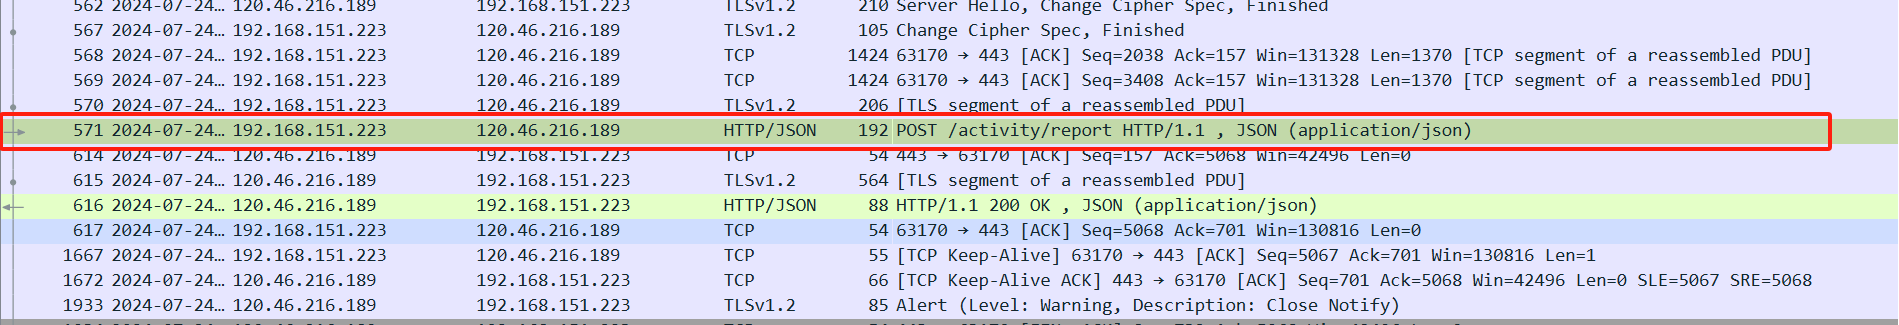 562 2024-07-24… 120.46.216.189 192.168.151.223 TLSv1.2 210 Server Hello, Change Cipher Spec, Finished
567 2024-07-24… 192.168.151.223 120.46.216.189 TLSv1.2 105 Change Cipher Spec, Finished
568 2024-07-24… 192.168.151.223 120.46.216.189 TCP 1424 63170 → 443 [ACK] Seq=2038 Ack=157 Win=131328 Len=1370 [TCP segment of a reassembled PDU]
569 2024-07-24… 192.168.151.223 120.46.216.189 TCP 1424 63170 → 443 [ACK] Seq=3408 Ack=157 Win=131328 Len=1370 [TCP segment of a reassembled PDU]
570 2024-07-24… 192.168.151.223 120.46.216.189 TLSv1.2 206 [TLS segment of a reassembled PDU]
571 2024-07-24… 192.168.151.223 120.46.216.189 HTTP/JSON 192 POST /activity/report HTTP/1.1 , JSON (application/json)
614 2024-07-24… 120.46.216.189 192.168.151.223 TCP 54 443 → 63170 [ACK] Seq=157 Ack=5068 Win=42496 Len=0
615 2024-07-24… 120.46.216.189 192.168.151.223 TLSv1.2 564 [TLS segment of a reassembled PDU]
616 2024-07-24… 120.46.216.189 192.168.151.223 HTTP/JSON 88 HTTP/1.1 200 OK , JSON (application/json)
617 2024-07-24… 192.168.151.223 120.46.216.189 TCP 54 63170 → 443 [ACK] Seq=5068 Ack=701 Win=130816 Len=0
1667 2024-07-24… 192.168.151.223 120.46.216.189 TCP 55 [TCP Keep-Alive] 63170 → 443 [ACK] Seq=5067 Ack=701 Win=130816 Len=1
1672 2024-07-24… 120.46.216.189 192.168.151.223 TCP 66 [TCP Keep-Alive ACK] 443 → 63170 [ACK] Seq=701 Ack=5068 Win=42496 Len=0 SLE=5067 SRE=5068
1933 2024-07-24… 120.46.216.189 192.168.151.223 TLSv1.2 85 Alert (Level: Warning, Description: Close Notify)